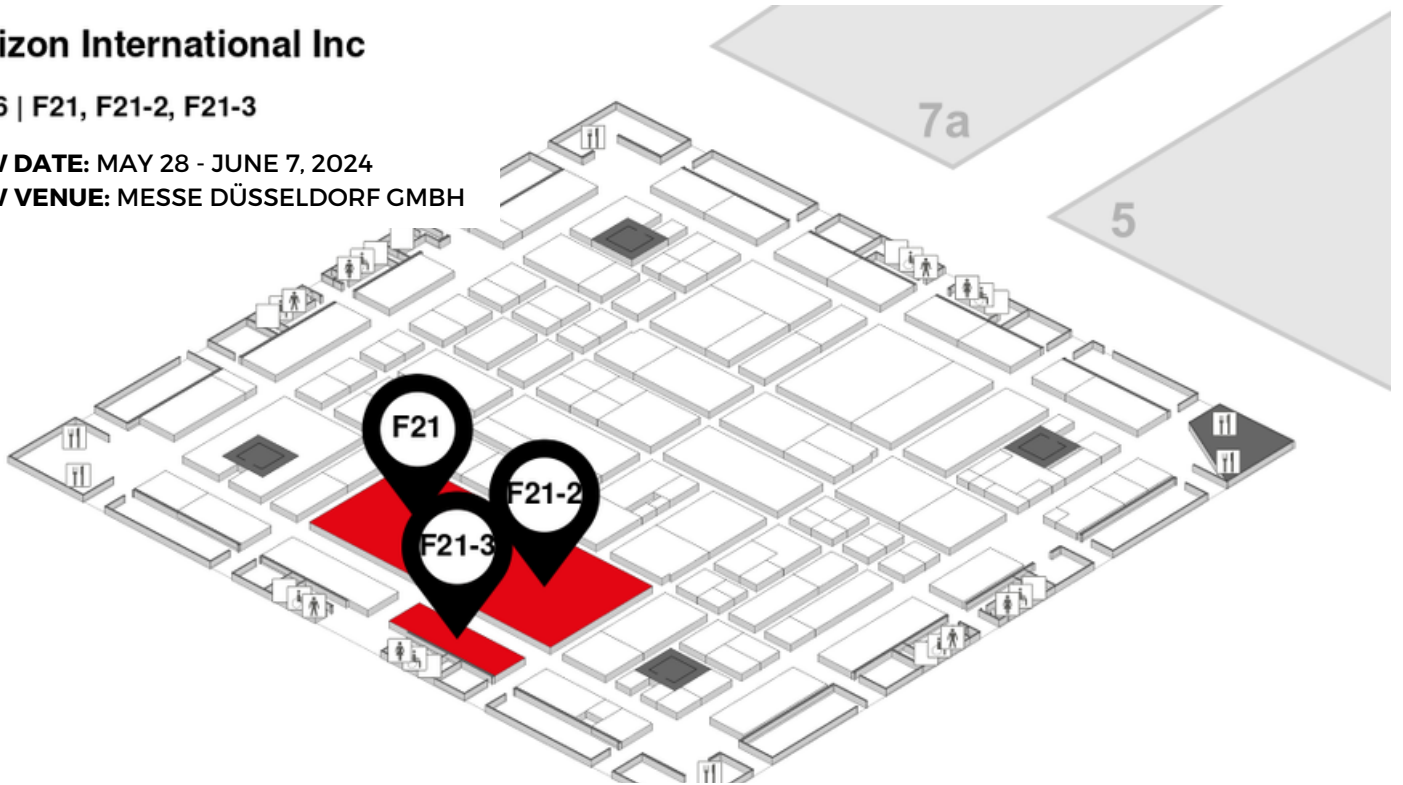 izon International Inc
6 | F21, F21-2, F21-3
W DATE: MAY 28 - JUNE 7, 2024
W VENUE: MESSE DÜSSELDORF GMBH
7a
5
F21
F21-2
F21-3